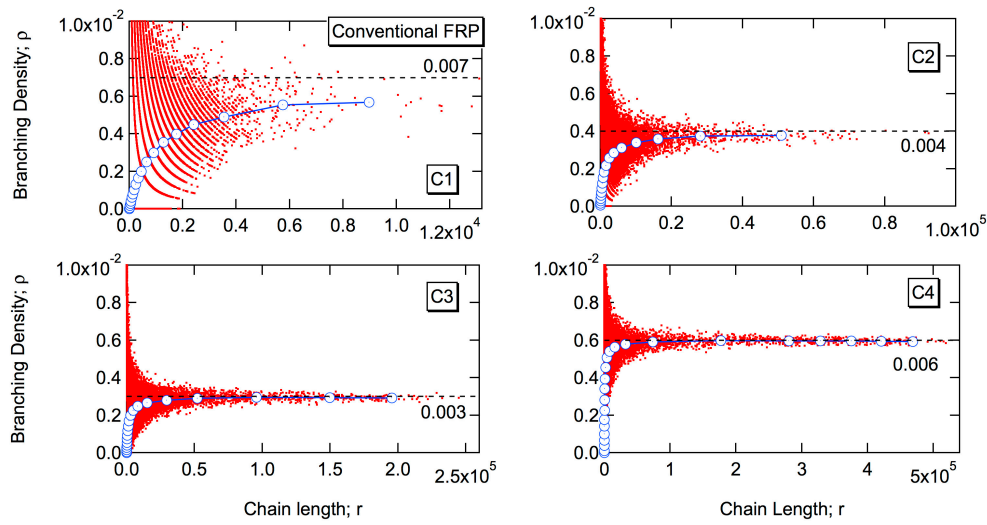 1.0x10-2
Conventional FRP
0.8
0.007
0.6
0.4
0.2
C1
0.0
0.0 0.2 0.4 0.6 0.8 1.0
1.2x10 4
Branching Density; ρ
1.0x10-2
C2
0.8
0.6
0.4
0.004
0.2
0.0
0.0 0.2 0.4 0.6 0.8
1.0x10 5
1.0x10-2
C3
0.8
0.6
0.4
0.003
0.2
0.0
0.0 0.5 1.0 1.5 2.0
2.5x10 5
Branching Density; ρ
Chain length; r
1.0x10-2
C4
0.8
0.6
0.006
0.4
0.2
0.0
0 1 2 3 4 5x10 5
Chain Length; r